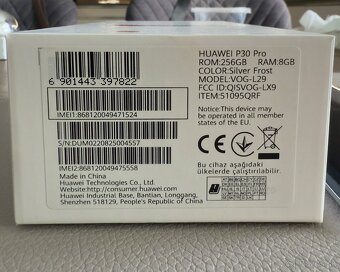 HUAWEI P30 Pro
ROM:256GB RAM:8GB
COLOR:Silver Frost
MODEL:VOG-L29
FCC ID:QISVOG-LX9
ITEM:51095QRF
Notice:This device may
be operated in all member
states of the EU.
6 901443 397822
IMEI1:868120049471524
S/N:DUM0220825004557
IMEI2:868120049475558
Made in China
Huawei Technologies Co., Ltd.
Website: http://consumer.huawei.com
Huawei Industrial Base, Bantian, Longgang,
Shenzhen 518129, People's Republic of China
CE
EAC
Bu cihaz aşağıdaki
ülkelerde çalıştırılabilir.